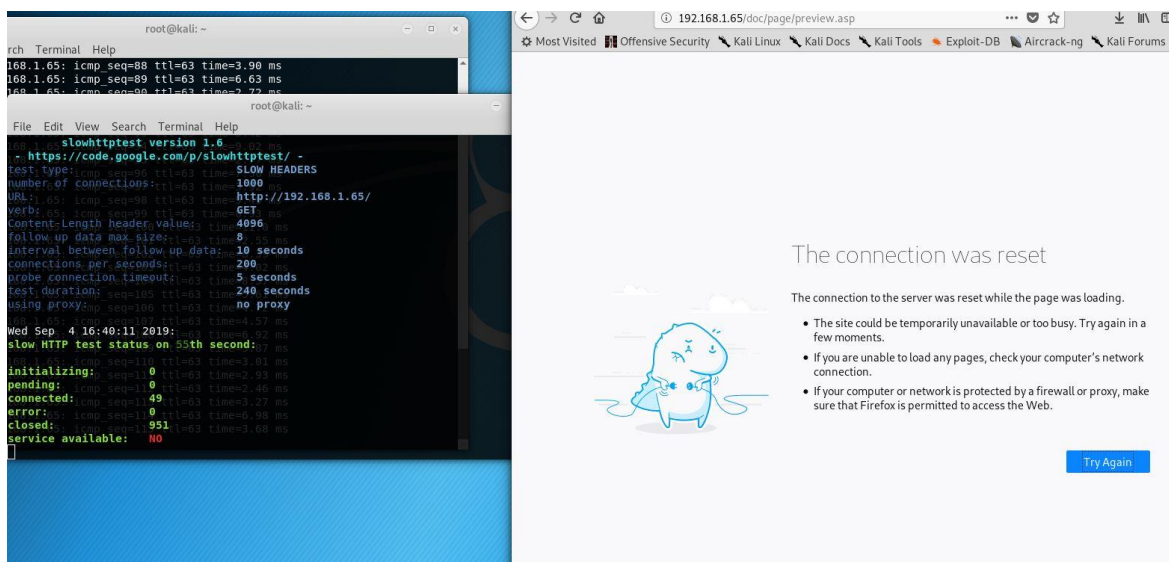 root@kali: ~
rch Terminal Help
168.1.65: icmp_seq=88 ttl=63 time=3.90 ms
168.1.65: icmp_seq=89 ttl=63 time=6.63 ms
168.1.65: icmp_seq=90 ttl=63 time=2.72 ms
root@kali: ~
File Edit View Search Terminal Help
slowhttptest version 1.6
- https://code.google.com/p/slowhttptest/ -
test type: SLOW HEADERS
number of connections: 1000
URL: http://192.168.1.65/
verb: GET
Content-Length header value: 4096
follow up data max size: 8
interval between follow up data: 10 seconds
connections per seconds: 200
probe connection timeout: 5 seconds
test duration: 240 seconds
using proxy: no proxy
Wed Sep 4 16:40:11 2019:
slow HTTP test status on 55th second:
initializing: 0
pending: 0
connected: 49
error: 0
closed: 951
service available: NO
192.168.1.65/doc/page/preview.asp
Most Visited Offensive Security Kali Linux Kali Docs Kali Tools Exploit-DB Aircrack-ng Kali Forums
The connection was reset
The connection to the server was reset while the page was loading.
The site could be temporarily unavailable or too busy. Try again in a
few moments.
If you are unable to load any pages, check your computer's network
connection.
If your computer or network is protected by a firewall or proxy, make
sure that Firefox is permitted to access the Web.
Try Again